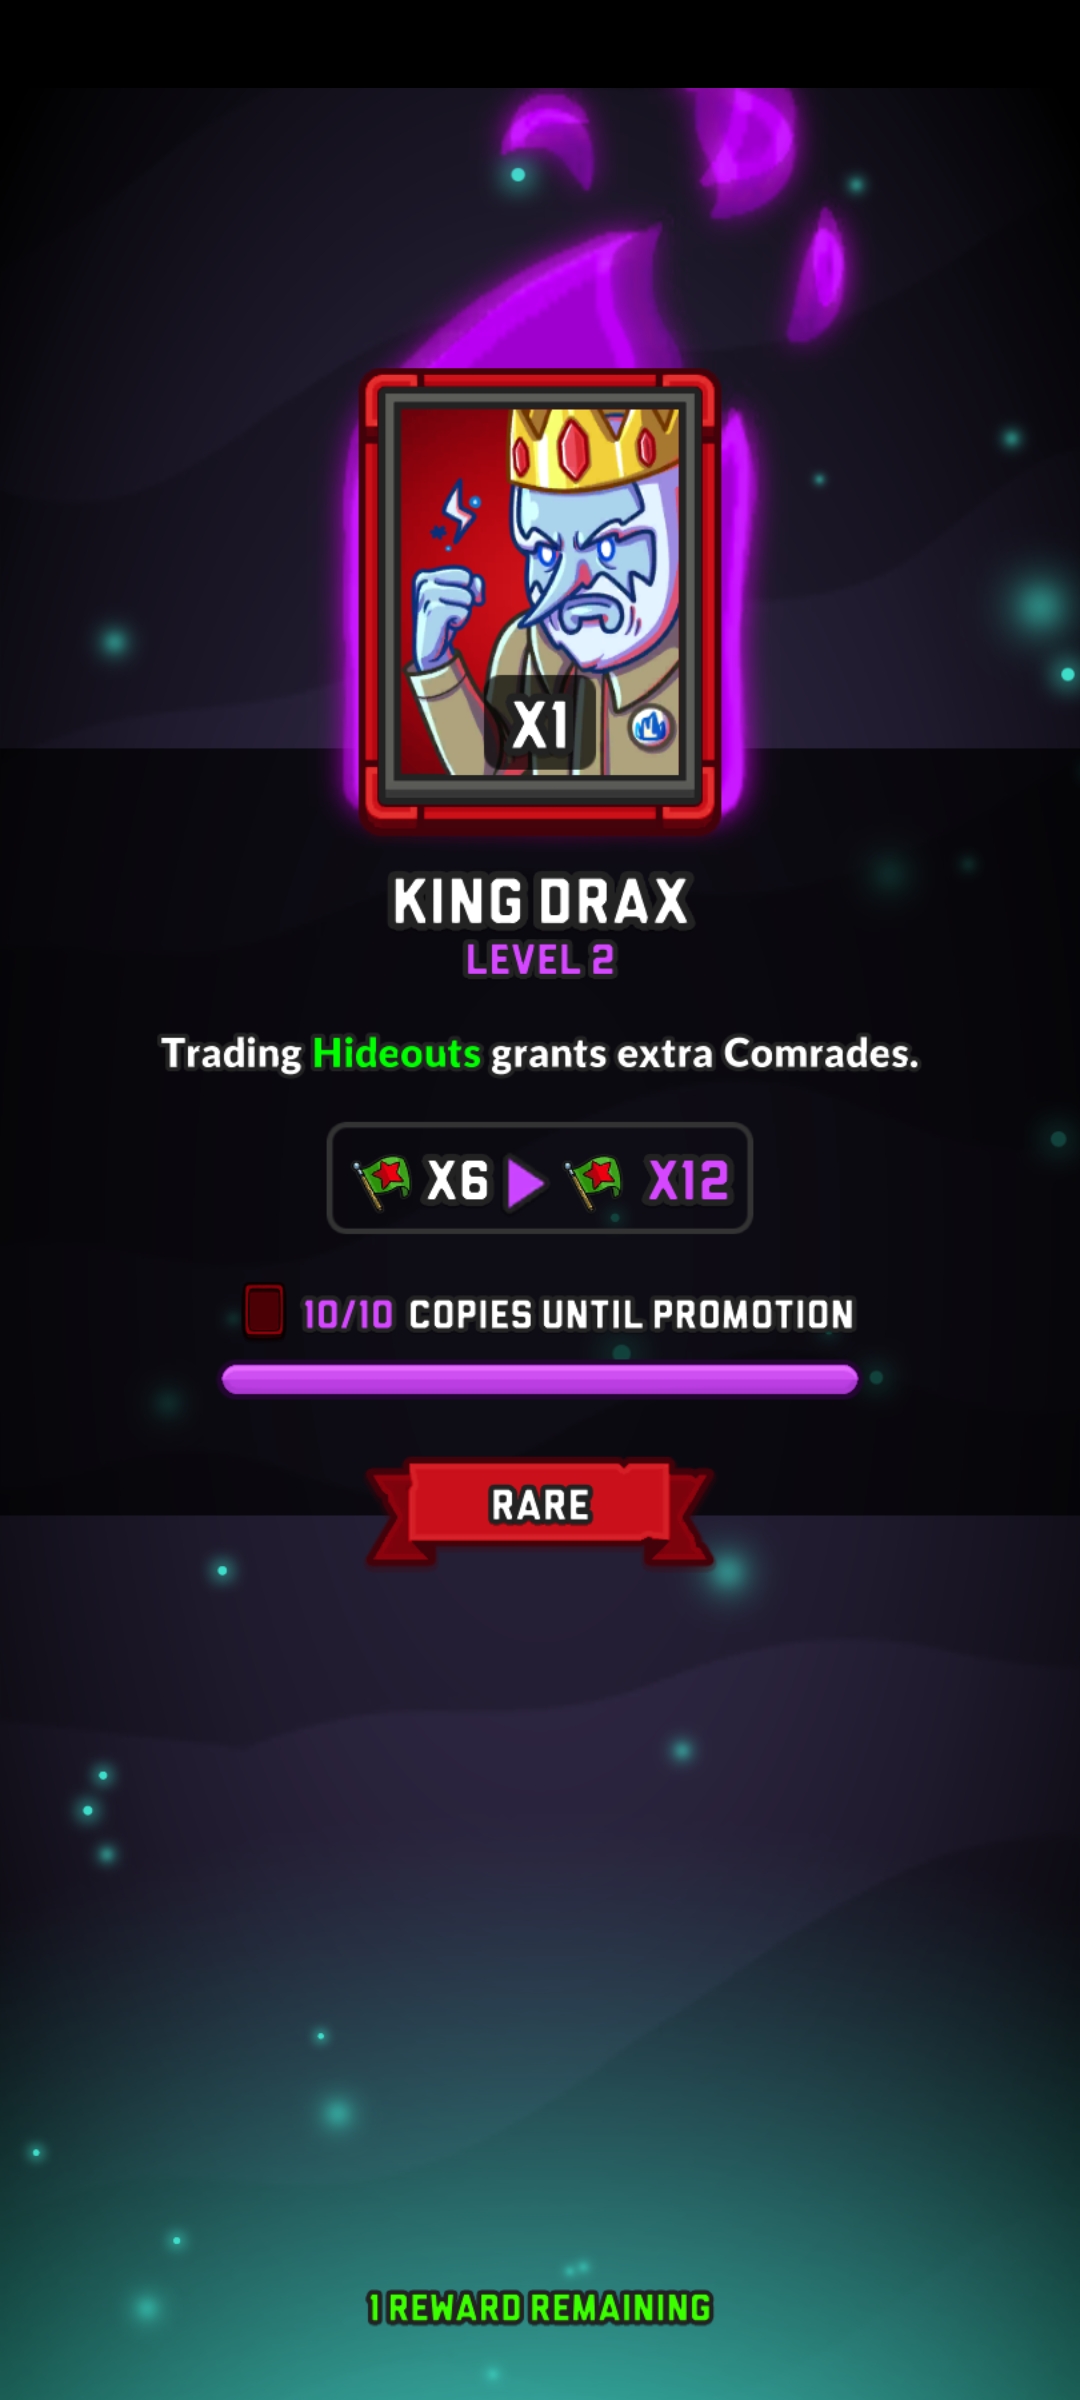 X1
KING DRAX
LEVEL 2
Trading Hideouts grants extra Comrades.
X6 X12
10/10 COPIES UNTIL PROMOTION
RARE
1 REWARD REMAINING